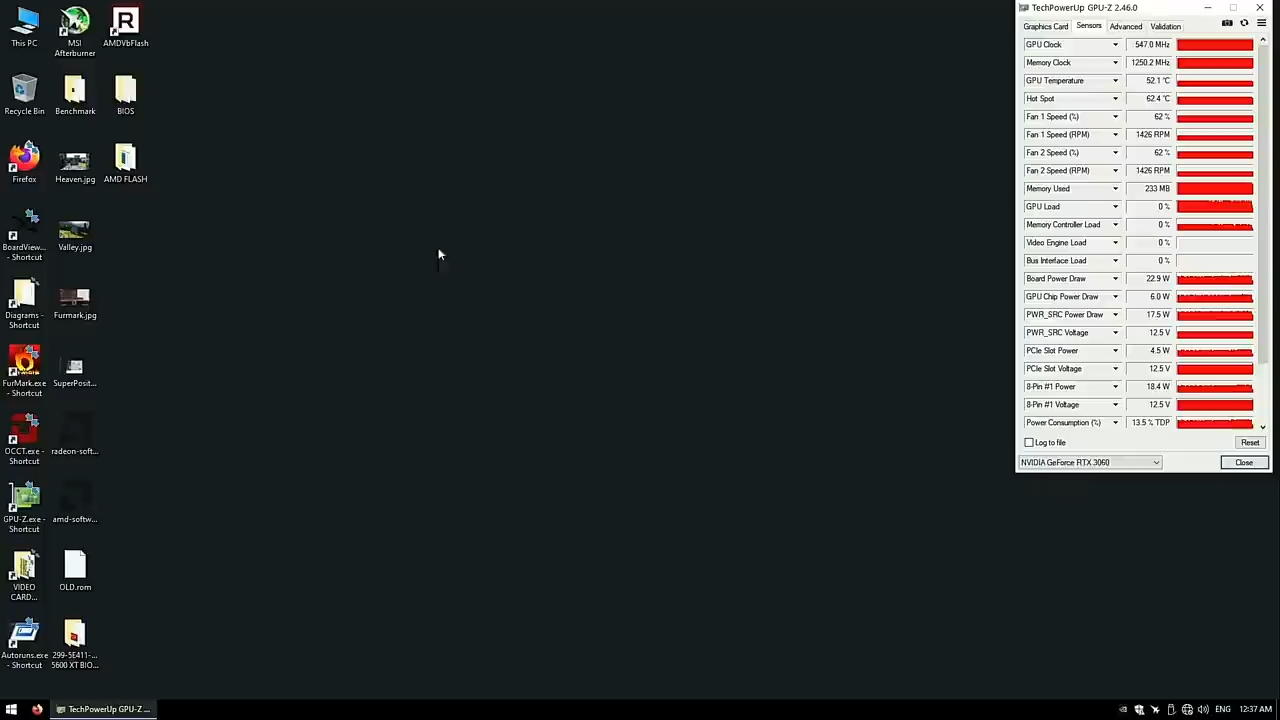 This PC
MSI
Afterburner
AMDVbFlash
Recycle Bin
Benchmark
BIOS
Firefox
Heaven.jpg
AMD FLASH
BoardView...
- Shortcut
Valley.jpg
Diagrams -
Shortcut
Furmark.jpg
FurMark.exe
- Shortcut
SuperPosit...
OCCT.exe -
Shortcut
radeon-soft...
GPU-Z.exe -
Shortcut
amd-softw...
VIDEO
CARD...
OLD.rom
Autoruns.exe
- Shortcut
299-5E411-...
5600 XT BIO...
TechPowerUp GPU-Z 2.46.0
Graphics Card Sensors Advanced Validation
GPU Clock 547.0 MHz
Memory Clock 1250.2 MHz
GPU Temperature 52.1 °C
Hot Spot 62.4 °C
Fan 1 Speed (%) 62 %
Fan 1 Speed (RPM) 1426 RPM
Fan 2 Speed (%) 62 %
Fan 2 Speed (RPM) 1426 RPM
Memory Used 233 MB
GPU Load 0 %
Memory Controller Load 0 %
Video Engine Load 0 %
Bus Interface Load 0 %
Board Power Draw 22.9 W
GPU Chip Power Draw 6.0 W
PWR_SRC Power Draw 17.5 W
PWR_SRC Voltage 12.5 V
PCIe Slot Power 4.5 W
PCIe Slot Voltage 12.5 V
8-Pin #1 Power 18.4 W
8-Pin #1 Voltage 12.5 V
Power Consumption (%) 13.5 % TDP
Log to file Reset
NVIDIA GeForce RTX 3060 Close
TechPowerUp GPU-Z ... ENG 12:37 AM